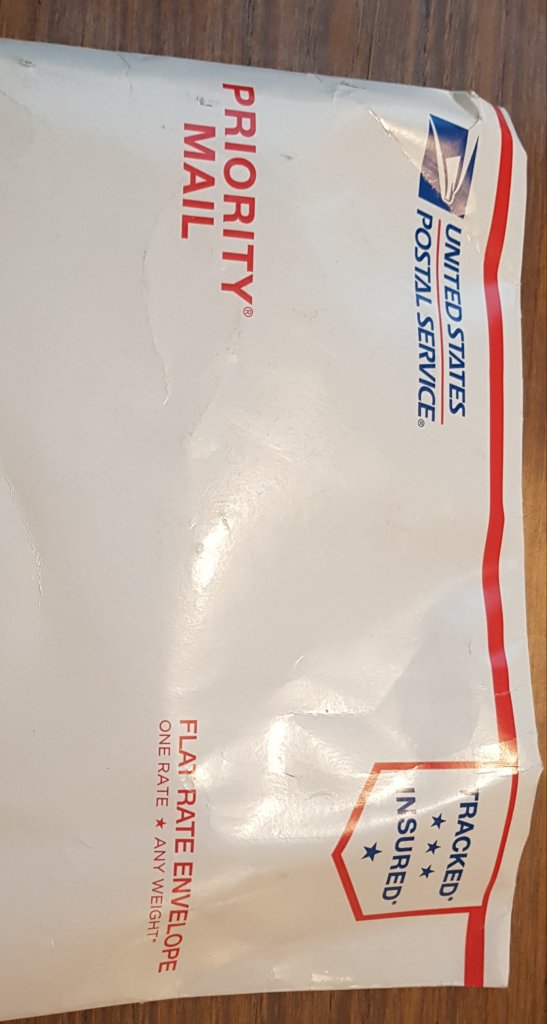 UNITED STATES
POSTAL SERVICE®
PRIORITY®
MAIL
TRACKED*
★ ★ ★
INSURED*
★
FLAT RATE ENVELOPE
ONE RATE ★ ANY WEIGHT*